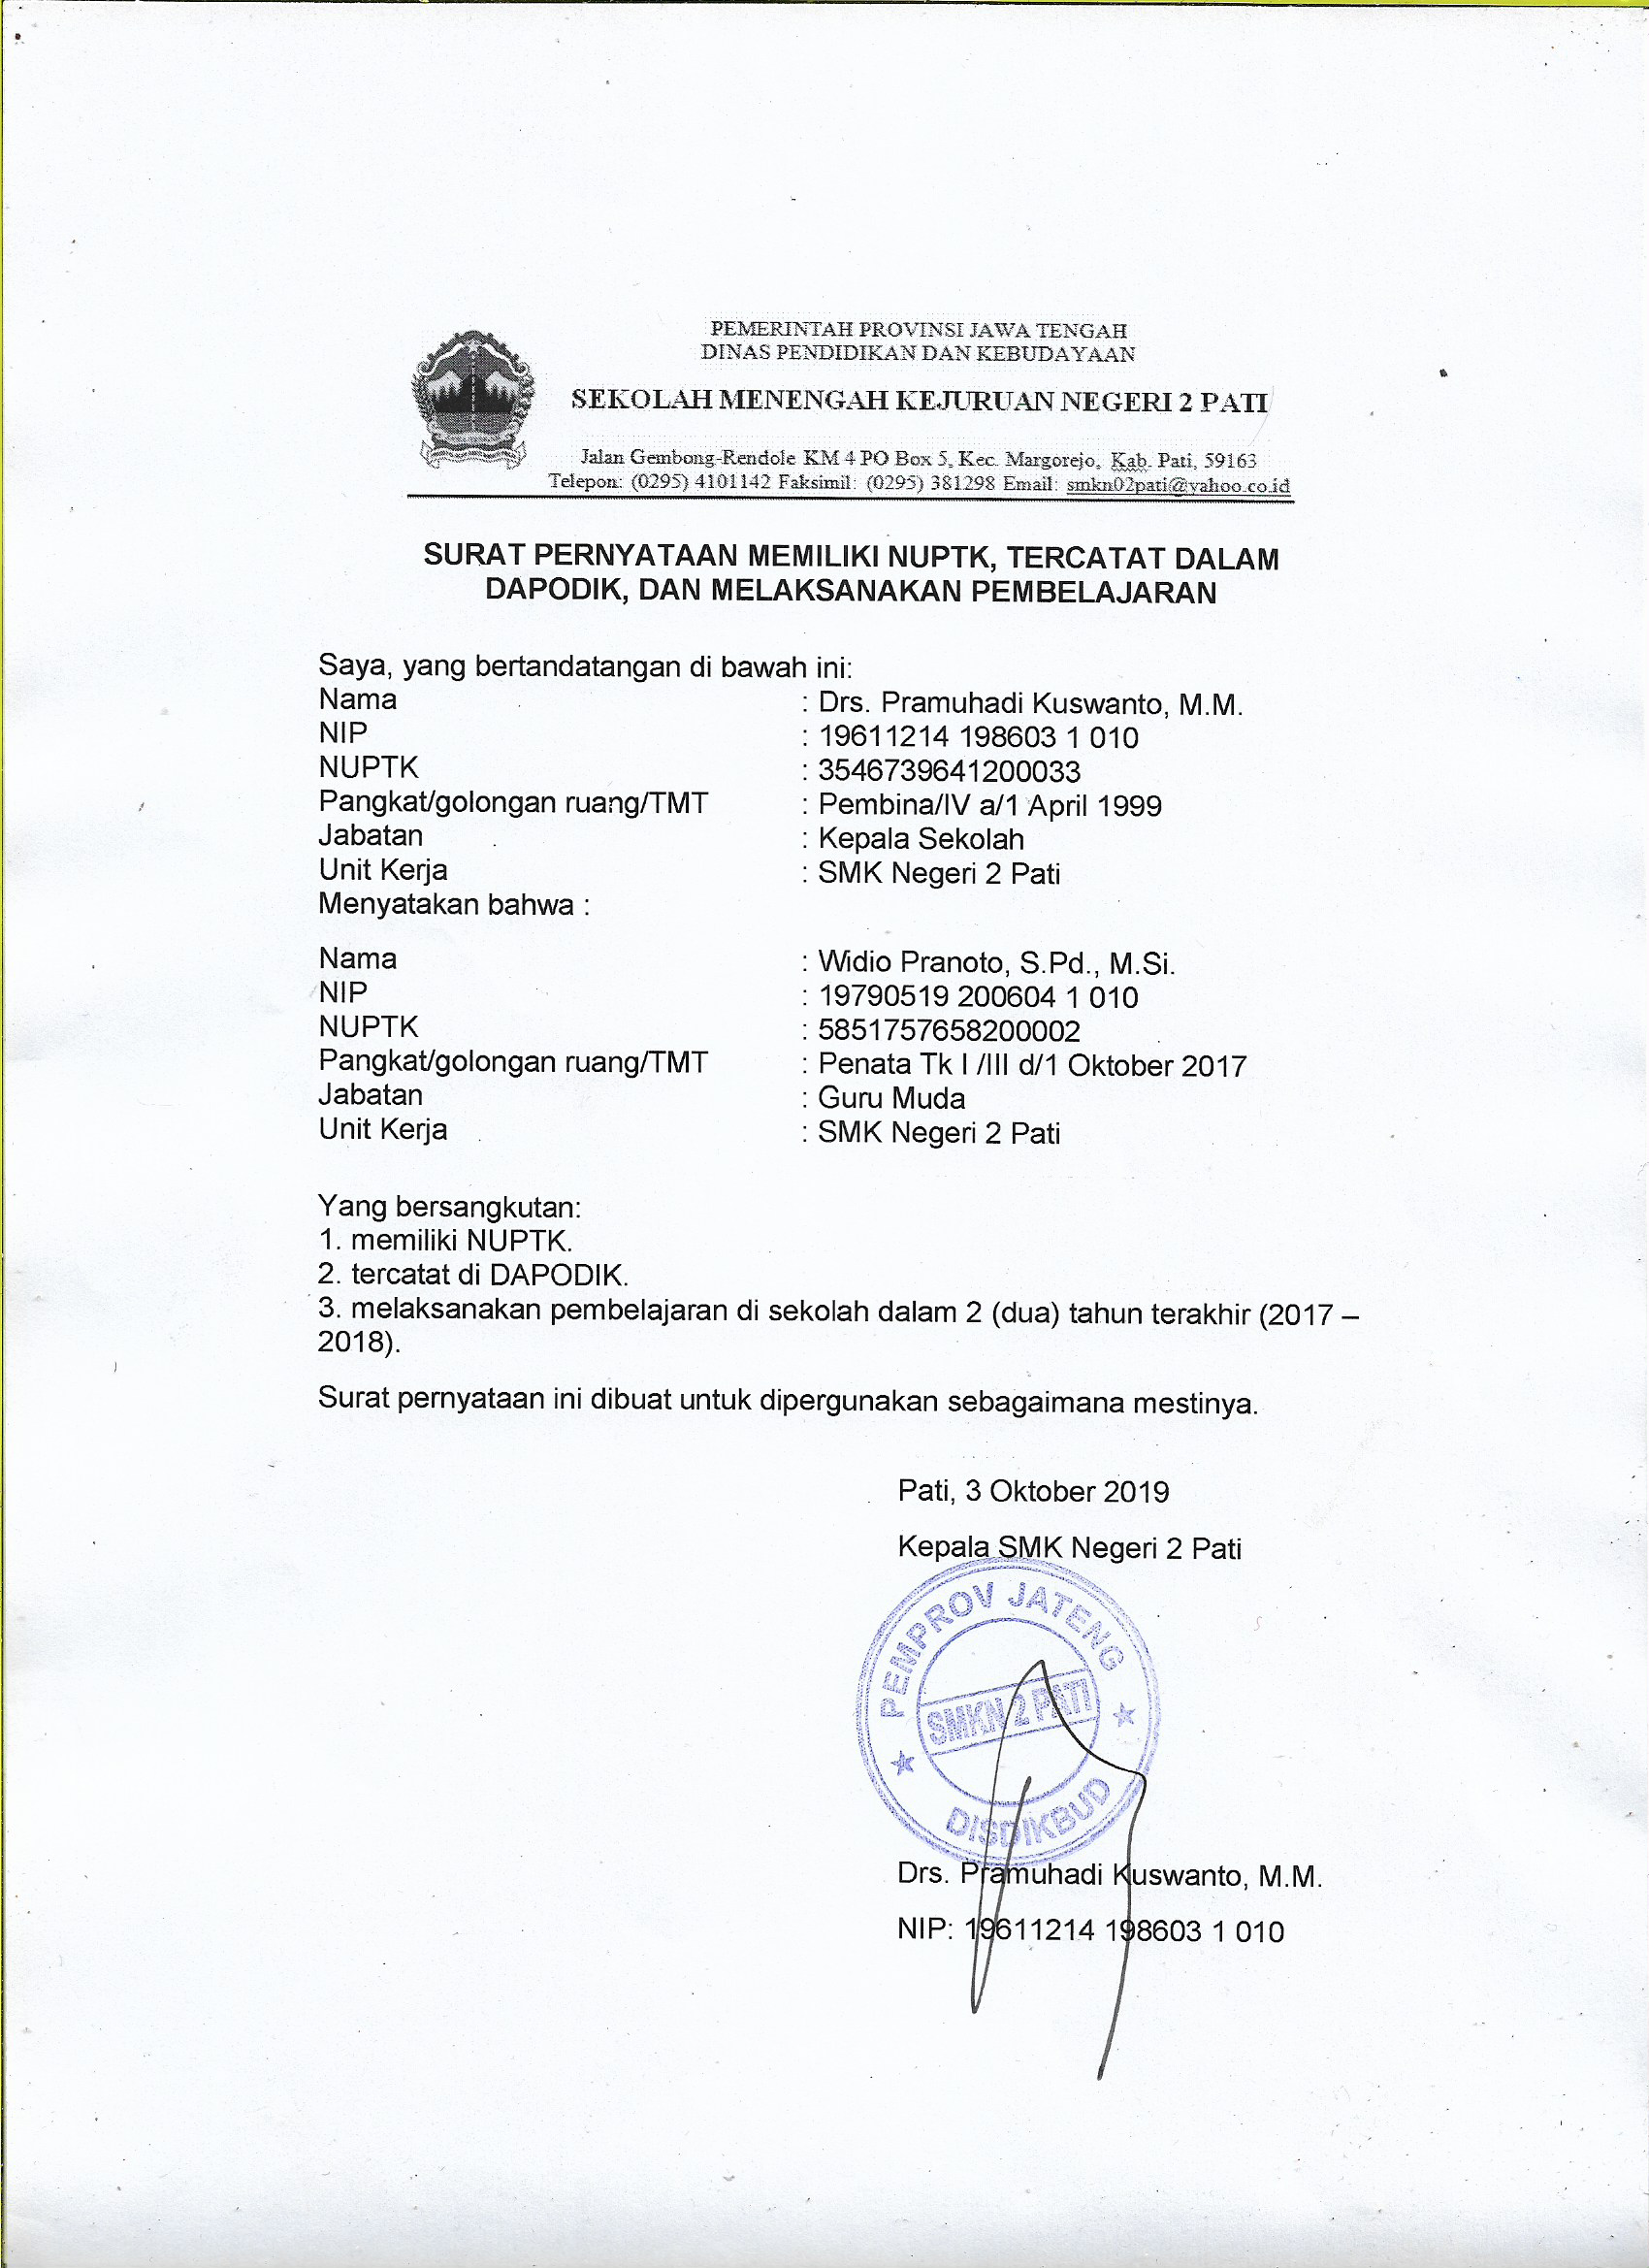 PEMERINTAH PROVINSI JAWA TENGAH
DINAS PENDIDIKAN DAN KEBUDAYAAN
SEKOLAH MENENGAH KEJURUAN NEGERI 2 PATI
Jalan Gembong-Rendole KM 4 PO Box 5, Kec. Margorejo, Kab. Pati, 59163
Telepon: (0295) 4101142 Faksimil: (0295) 381298 Email: smkn02pati@yahoo.co.id
SURAT PERNYATAAN MEMILIKI NUPTK, TERCATAT DALAM
DAPODIK, DAN MELAKSANAKAN PEMBELAJARAN
Saya, yang bertandatangan di bawah ini:
Nama : Drs. Pramuhadi Kuswanto, M.M.
NIP : 19611214 198603 1 010
NUPTK : 3546739641200033
Pangkat/golongan ruang/TMT : Pembina/IV a/1 April 1999
Jabatan : Kepala Sekolah
Unit Kerja : SMK Negeri 2 Pati
Menyatakan bahwa :
Nama : Widio Pranoto, S.Pd., M.Si.
NIP : 19790519 200604 1 010
NUPTK : 5851757658200002
Pangkat/golongan ruang/TMT : Penata Tk I /III d/1 Oktober 2017
Jabatan : Guru Muda
Unit Kerja : SMK Negeri 2 Pati
Yang bersangkutan:
1. memiliki NUPTK.
2. tercatat di DAPODIK.
3. melaksanakan pembelajaran di sekolah dalam 2 (dua) tahun terakhir (2017 –
2018).
Surat pernyataan ini dibuat untuk dipergunakan sebagaimana mestinya.
Pati, 3 Oktober 2019
Kepala SMK Negeri 2 Pati
PEMPROV JATENG
SMKN 2 PATI
DISDIKBUD
Drs. Pramuhadi Kuswanto, M.M.
NIP: 19611214 198603 1 010